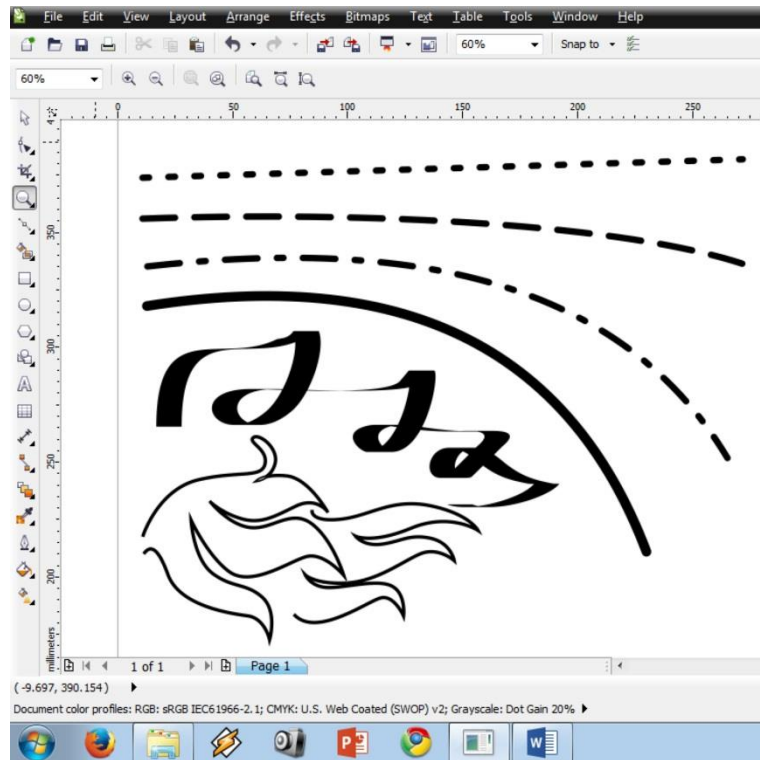 File Edit View Layout Arrange Effects Bitmaps Text Table Tools Window Help
60% Snap to
60%
0 50 100 150 200 250
350
300
250
200
millimeters
1 of 1 Page 1
( -9.697, 390.154 )
Document color profiles: RGB: sRGB IEC61966-2.1; CMYK: U.S. Web Coated (SWOP) v2; Grayscale: Dot Gain 20%